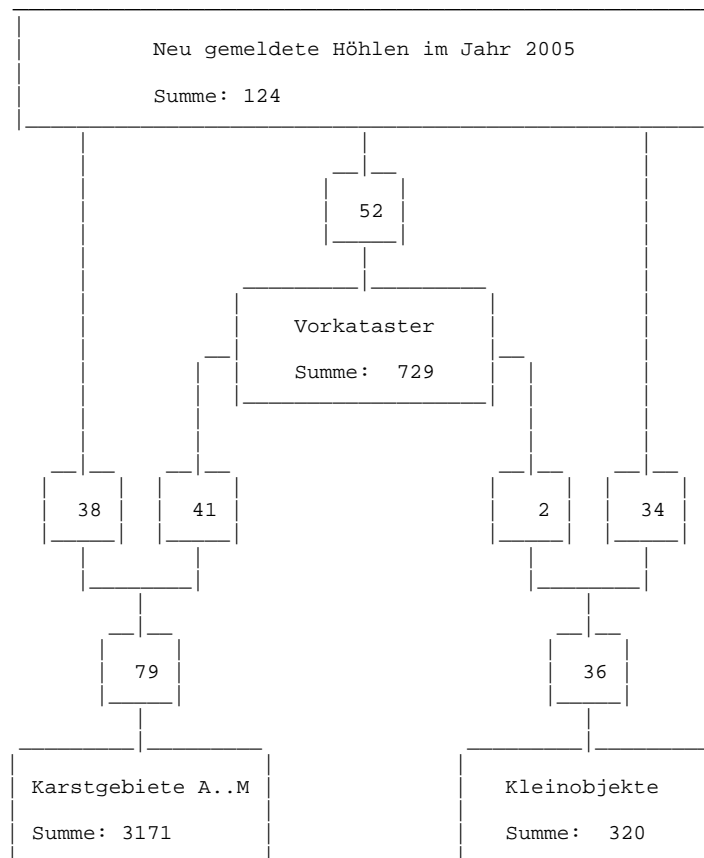 Neu gemeldete Höhlen im Jahr 2005
Summe: 124
52
Vorkataster
Summe: 729
38 41 2 34
79 36
Karstgebiete A..M Kleinobjekte
Summe: 3171 Summe: 320